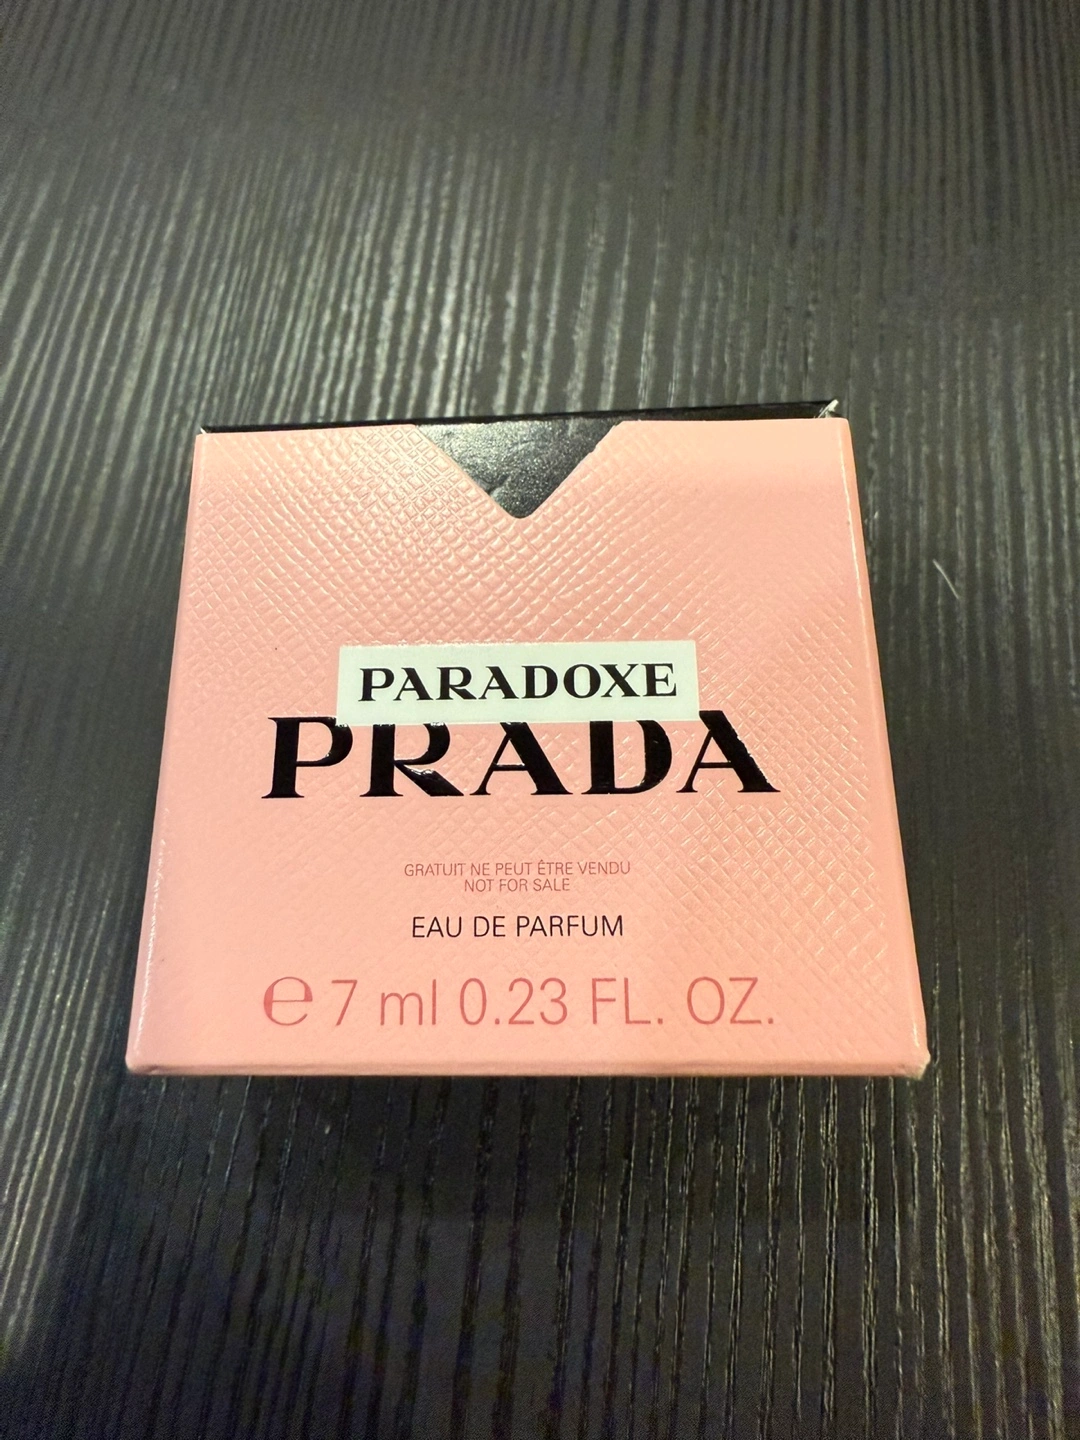 PARADOXE
PRADA
GRATUIT NE PEUT ÊTRE VENDU
NOT FOR SALE
EAU DE PARFUM
℮ 7 ml 0.23 FL. OZ.